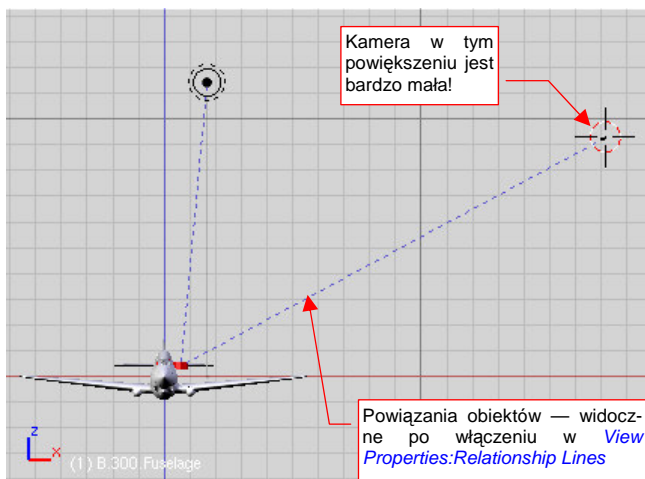 Kamera w tym
powiększeniu jest
bardzo mała!
Powiązania obiektów — widocz-
ne po włączeniu w View
Properties:Relationship Lines
z
x
(1) B.300.Fuselage